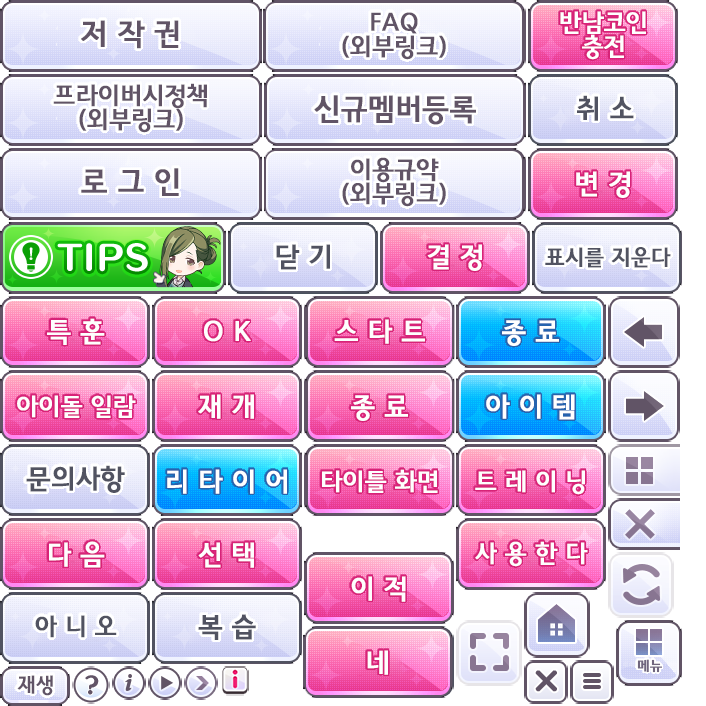 저 작 권
FAQ
(외부링크)
반남코인
충전
프라이버시정책
(외부링크)
신규멤버등록
취 소
로 그 인
이용규약
(외부링크)
변 경
TIPS
닫 기
결 정
표시를 지운다
특 훈
O K
스 타 트
종 료
아이돌 일람
재 개
종 료
아 이 템
문의사항
리 타 이 어
타이틀 화면
트 레 이 닝
다 음
선 택
이 적
사 용 한 다
아 니 오
복 습
네
메뉴
재생
?
i
i